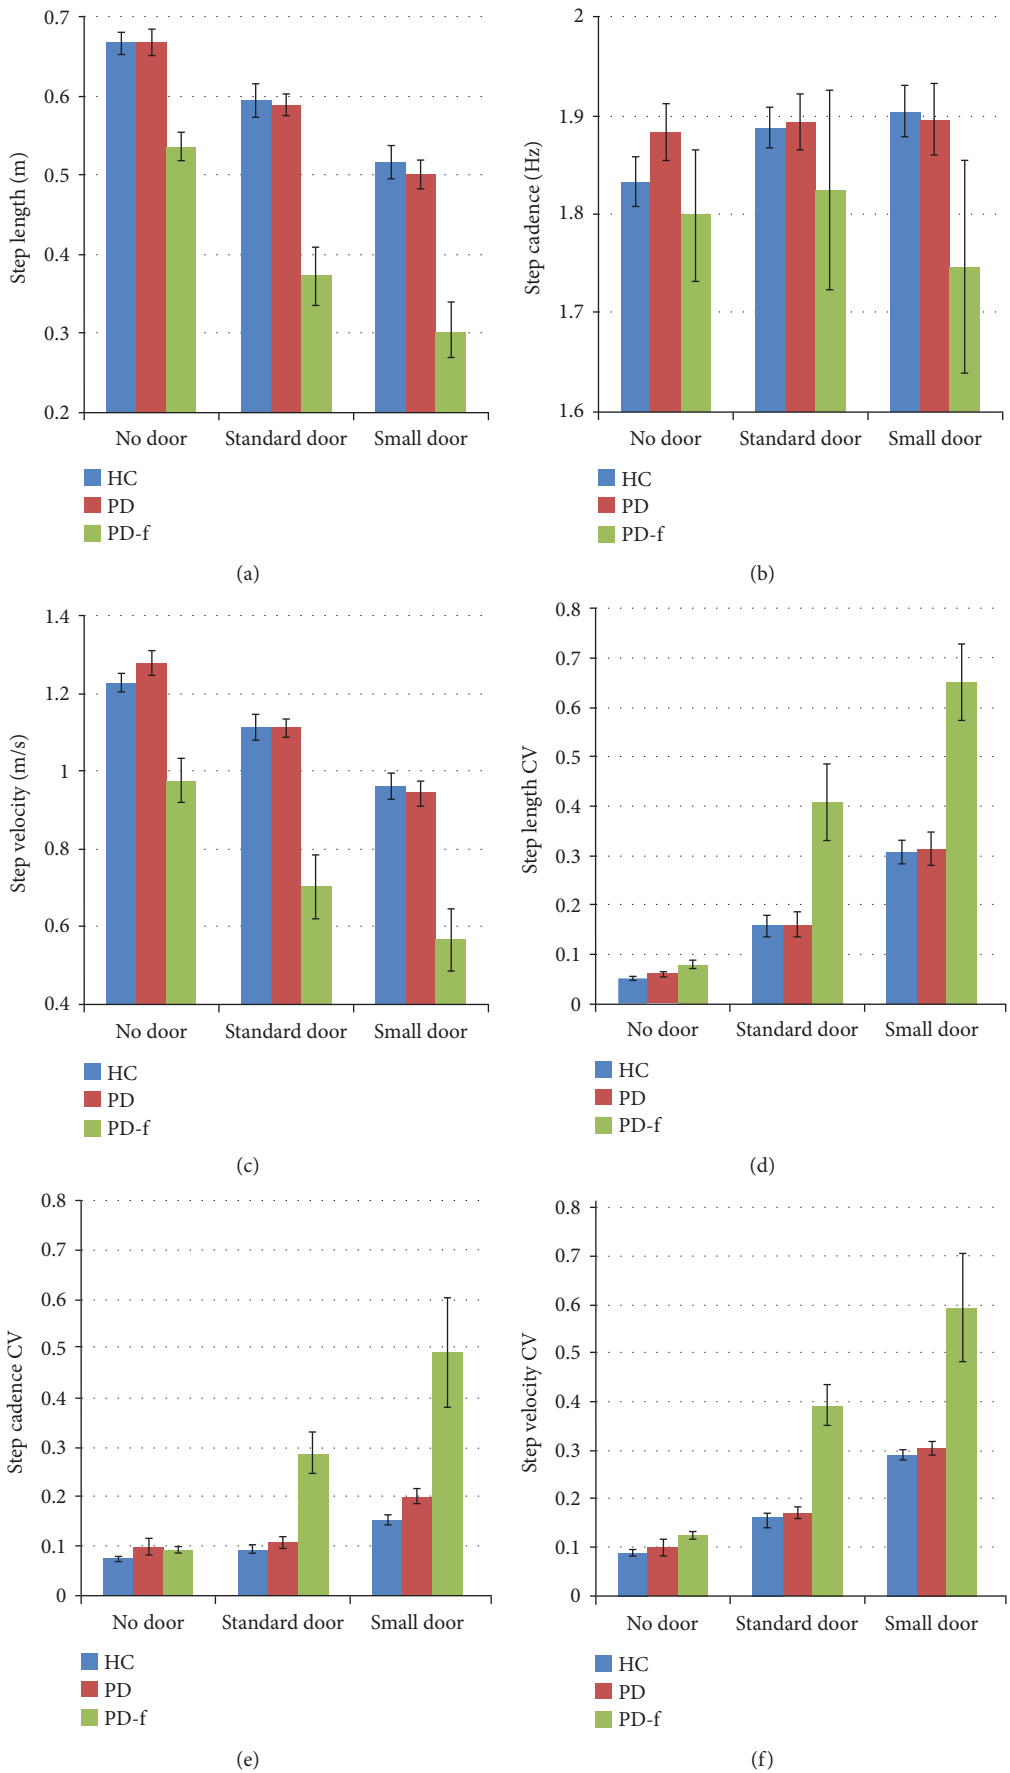 0.7
0.6
0.5
0.4
0.3
0.2
Step length (m)
No door Standard door Small door
HC
PD
PD-f
(a)
2
1.9
1.8
1.7
1.6
Step cadence (Hz)
No door Standard door Small door
HC
PD
PD-f
(b)
1.4
1.2
1
0.8
0.6
0.4
Step velocity (m/s)
No door Standard door Small door
HC
PD
PD-f
(c)
0.8
0.7
0.6
0.5
0.4
0.3
0.2
0.1
0
Step length CV
No door Standard door Small door
HC
PD
PD-f
(d)
0.8
0.7
0.6
0.5
0.4
0.3
0.2
0.1
0
Step cadence CV
No door Standard door Small door
HC
PD
PD-f
(e)
0.8
0.7
0.6
0.5
0.4
0.3
0.2
0.1
0
Step velocity CV
No door Standard door Small door
HC
PD
PD-f
(f)